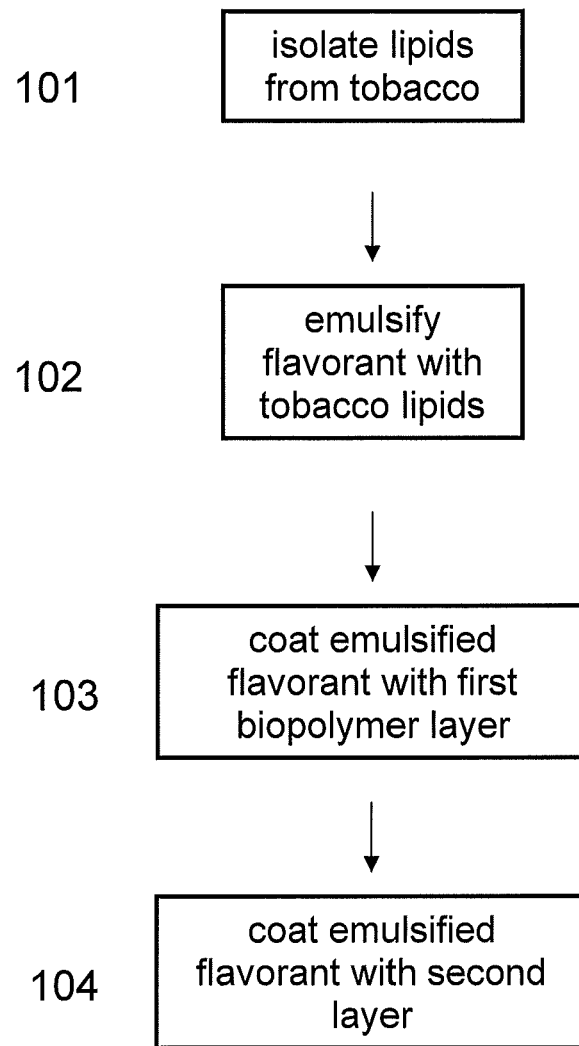 101
isolate lipids
from tobacco
102
emulsify
flavorant with
tobacco lipids
103
coat emulsified
flavorant with first
biopolymer layer
104
coat emulsified
flavorant with second
layer